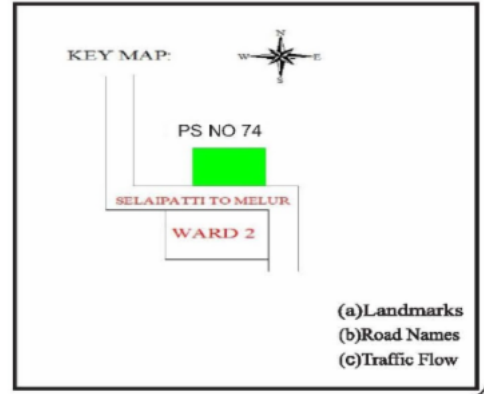 KEY MAP:
N
W E
S
PS NO 74
SELAIPATTI TO MELUR
WARD 2
(a)Landmarks
(b)Road Names
(c)Traffic Flow